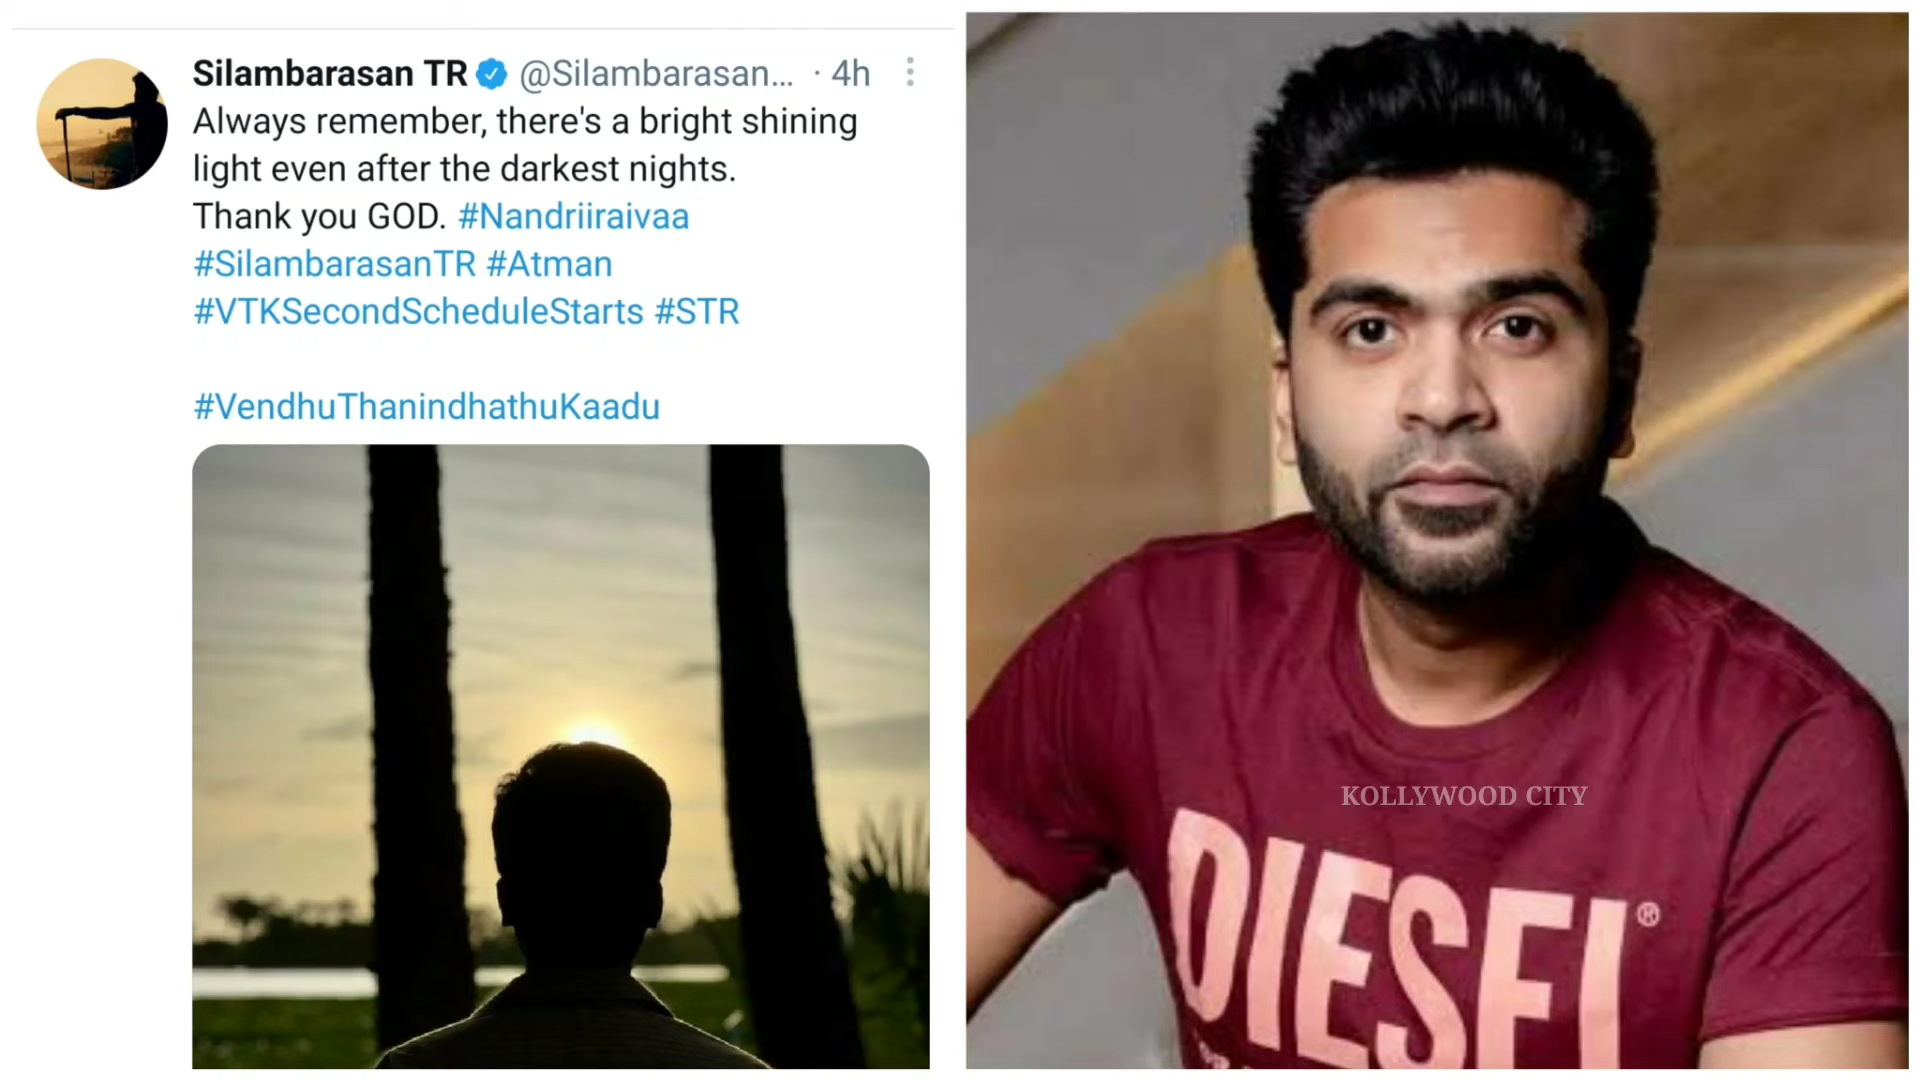 Silambarasan TR @Silambarasan... · 4h
Always remember, there's a bright shining
light even after the darkest nights.
Thank you GOD. #Nandriiraivaa
#SilambarasanTR #Atman
#VTKSecondScheduleStarts #STR
#VendhuThanindhathuKaadu
KOLLYWOOD CITY
DIESEL®